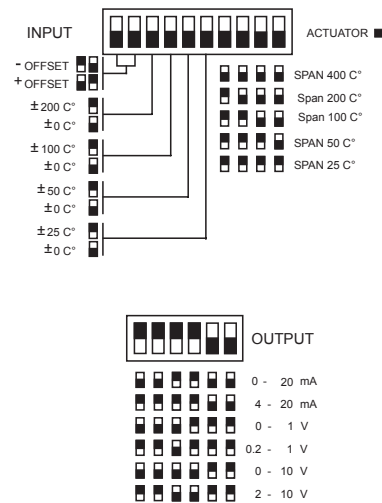 INPUT
ACTUATOR
- OFFSET
+ OFFSET
±200 C°
±0 C°
±100 C°
±0 C°
±50 C°
±0 C°
±25 C°
±0 C°
SPAN 400 C°
Span 200 C°
Span 100 C°
SPAN 50 C°
SPAN 25 C°
OUTPUT
0 - 20 mA
4 - 20 mA
0 - 1 V
0.2 - 1 V
0 - 10 V
2 - 10 V